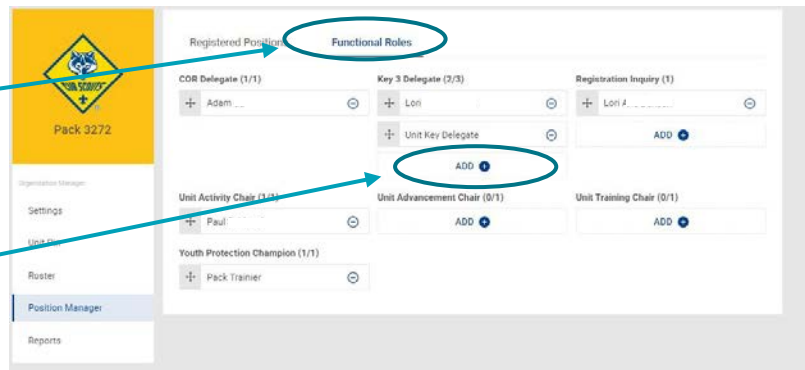 CUB SCOUTS
Pack 3272
Organization Manager
Settings
Roster
Position Manager
Reports
Registered Functional Roles
COR Delegate (1/1) Key 3 Delegate (2/3) Registration Inquiry (1)
Adam Lori Lori
Unit Key Delegate ADD
ADD
Unit Activity Chair (1/1) Unit Advancement Chair (0/1) Unit Training Chair (0/1)
Paul ADD ADD
Youth Protection Champion (1/1)
Pack Trainier